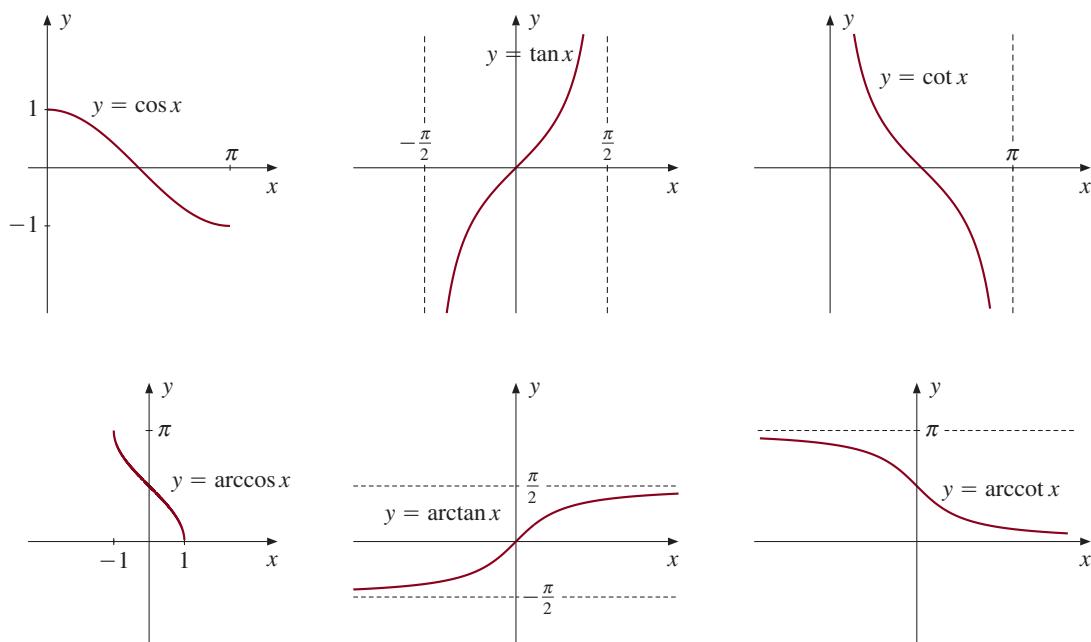 y
y = cos x
1
π
x
−1
y
y = tan x
−π/2
π/2
x
y
y = cot x
π
x
y
π
y = arccos x
−1
1
x
y
π/2
y = arctan x
x
−π/2
y
π
y = arccot x
x